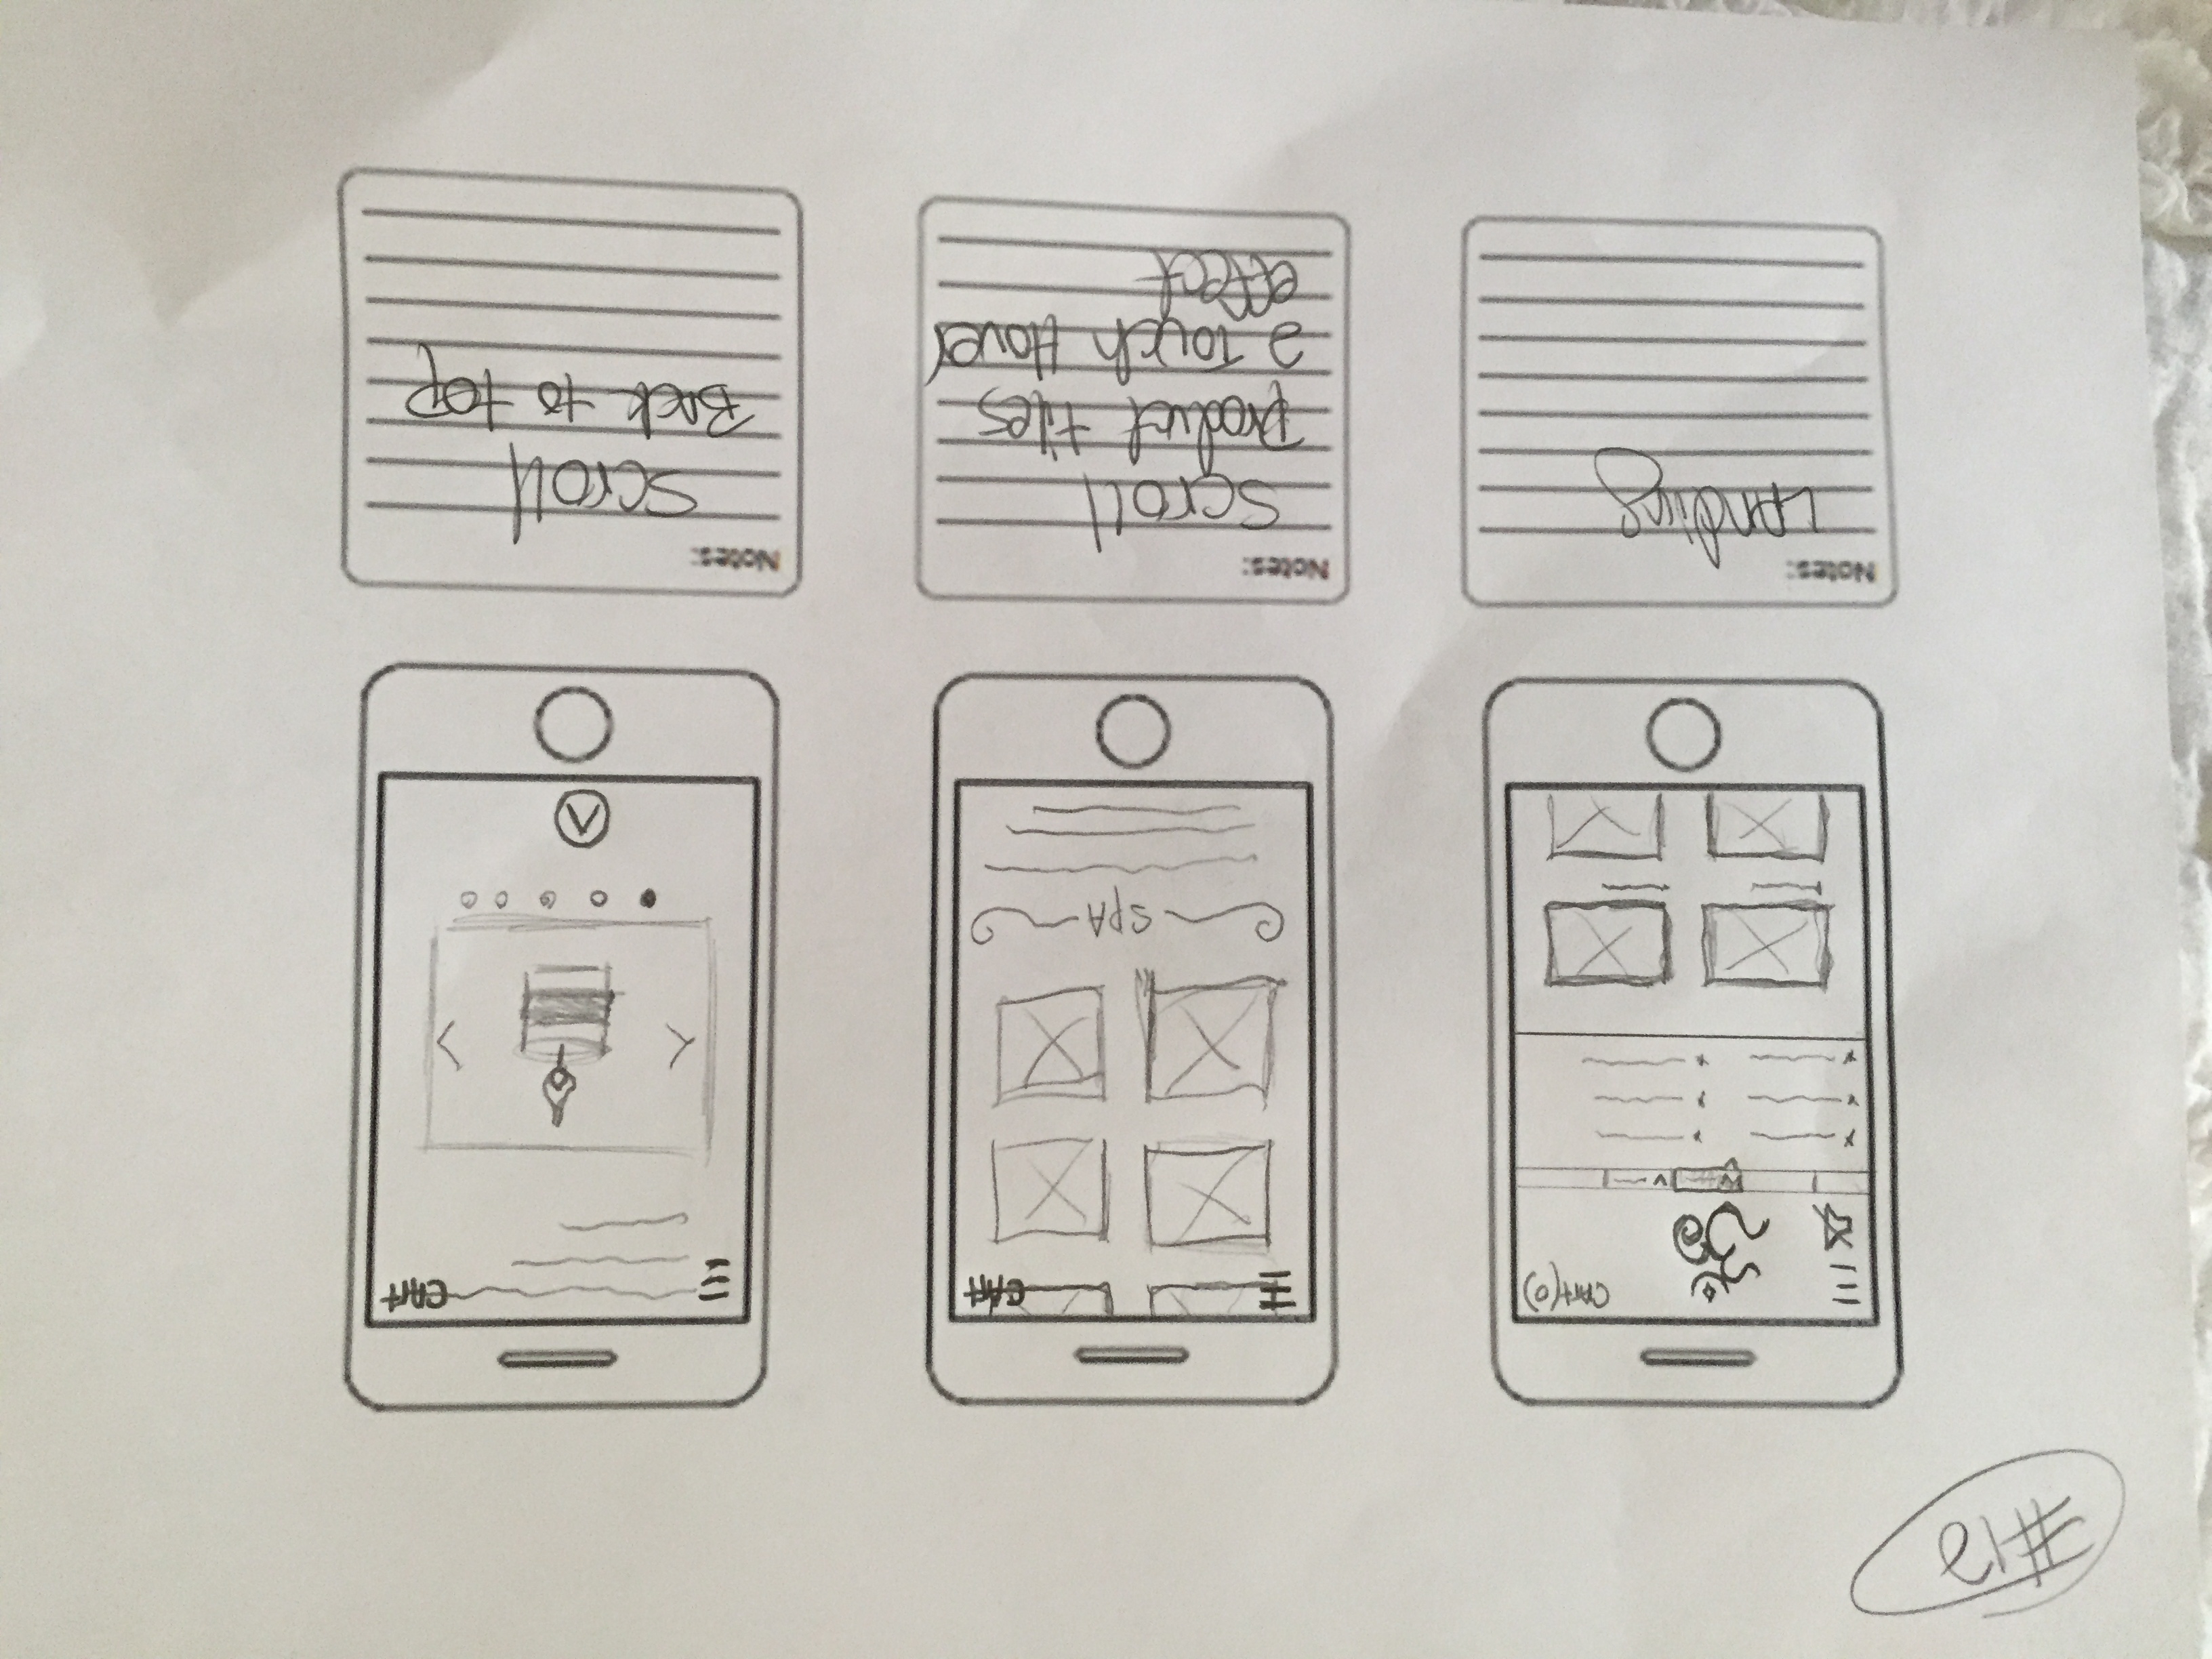 #12
Cart(0)
ॐ
CArt
SPA
CArt
Notes:
LAnding
Notes:
Scroll
Product tiles
2 Touch Hover
effect
Notes:
Scroll
BAck to top